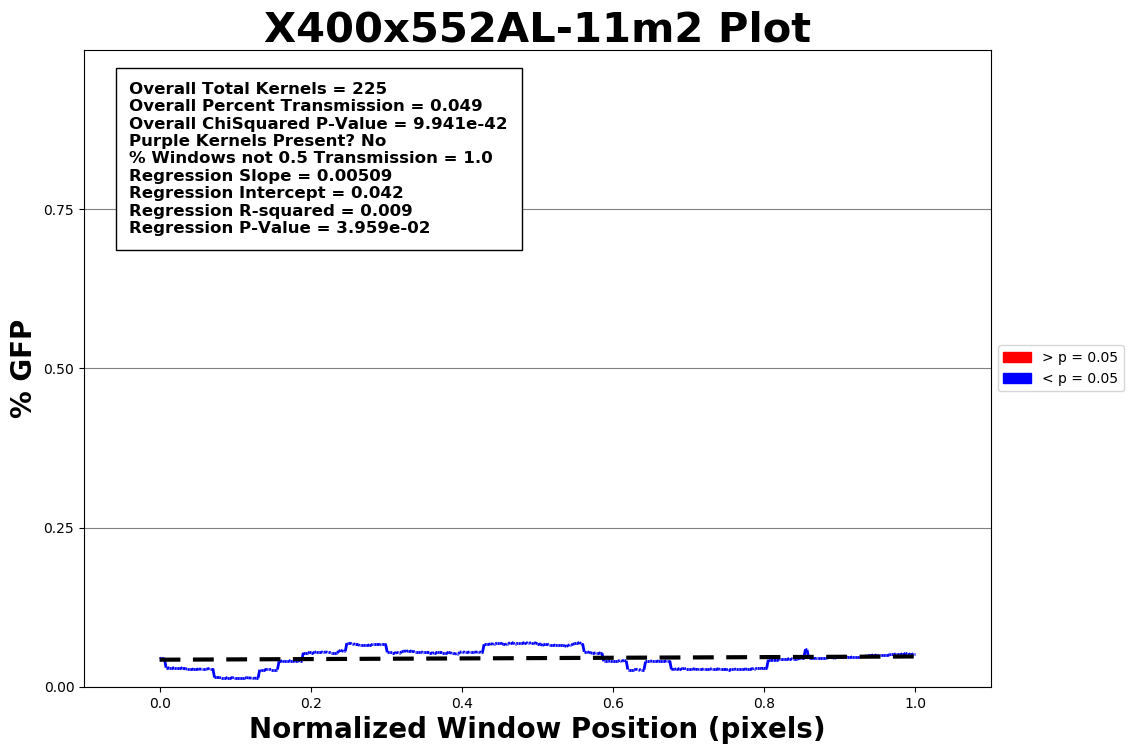 X400x552AL-11m2 Plot
Overall Total Kernels = 225
Overall Percent Transmission = 0.049
Overall ChiSquared P-Value = 9.941e-42
Purple Kernels Present? No
% Windows not 0.5 Transmission = 1.0
Regression Slope = 0.00509
Regression Intercept = 0.042
Regression R-squared = 0.009
Regression P-Value = 3.959e-02
0.75
0.50
0.25
0.00
% GFP
> p = 0.05
< p = 0.05
0.0 0.2 0.4 0.6 0.8 1.0
Normalized Window Position (pixels)